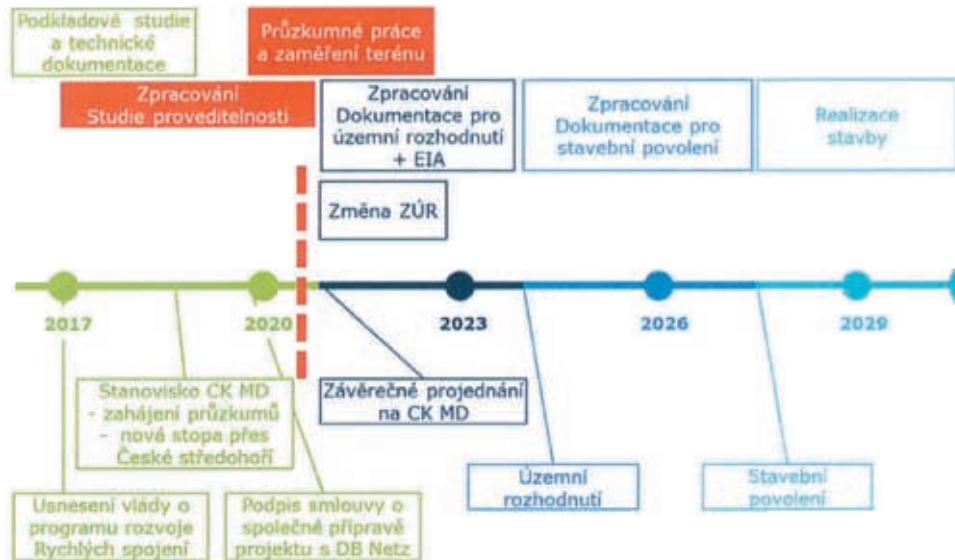 Podkladové studie
a technické
dokumentace
Průzkumné práce
a zaměření terénu
Zpracování
Studie proveditelnosti
Zpracování
Dokumentace pro
územní rozhodnutí
+ EIA
Zpracování
Dokumentace pro
stavební povolení
Realizace
stavby
Změna ZÚR
2017
2020
2023
2026
2029
Stanovisko CK MD
- zahájení průzkumů
- nová stopa přes
České středohoří
Závěrečné projednání
na CK MD
Usnesení vlády o
programu rozvoje
Rychlých spojení
Podpis smlouvy o
společné přípravě
projektu s DB Netz
Územní
rozhodnutí
Stavební
povolení